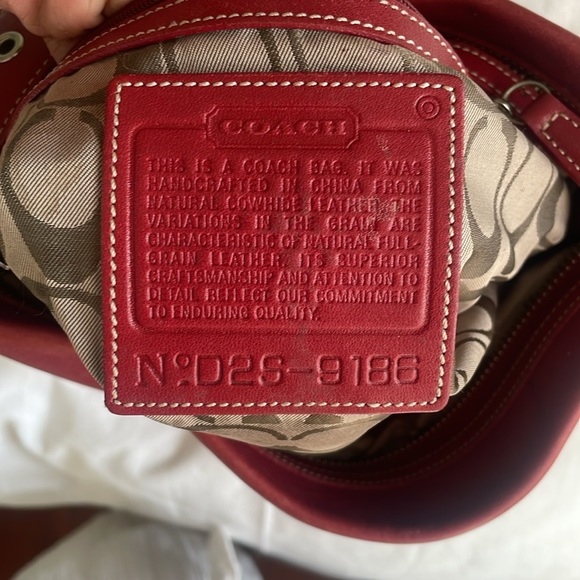 COACH
©
THIS IS A COACH BAG. IT WAS
HANDCRAFTED IN CHINA FROM
NATURAL COWHIDE LEATHER. THE
VARIATIONS IN THE GRAIN ARE
CHARACTERISTIC OF NATURAL FULL-
GRAIN LEATHER. ITS SUPERIOR
CRAFTSMANSHIP AND ATTENTION TO
DETAIL REFLECT OUR COMMITMENT
TO ENDURING QUALITY.
Nº D2S-9186